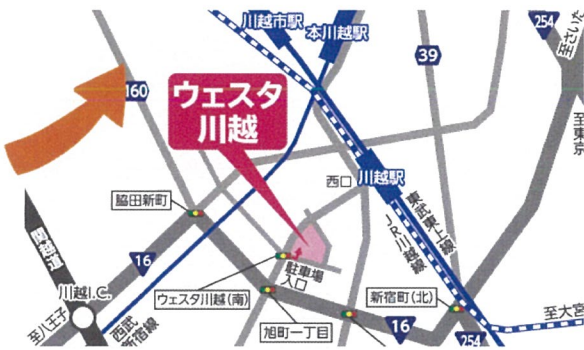 川越市駅
本川越駅
254
至さいた
39
160
ウェスタ
川越
至東京
西口
川越駅
脇田新町
東武東上線
JR川越線
関越道
16
駐車場
入口
川越I.C.
ウェスタ川越(南)
新宿町(北)
至大宮
至八王子
西武
新宿線
旭町一丁目
16
254